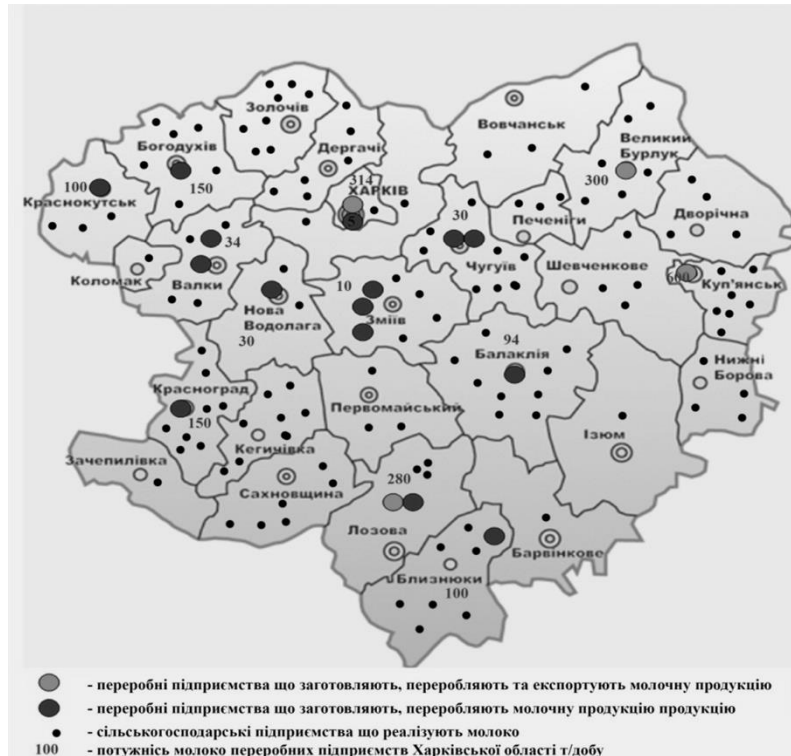 Золочів
Вовчанськ
Богодухів
Дергачі
Великий
Бурлук
314
100
150
ХАРКІВ
300
Краснокутськ
5
30
Печеніги
Дворічна
34
Чугуїв
Шевченкове
600
Куп'янськ
Коломак
Валки
10
Нова
Водолага
Зміїв
30
94
Балаклія
Нижні
Борова
Красноград
150
Первомайський
Зачепилівка
Кегичівка
Ізюм
280
Сахновщина
Лозова
Барвінкове
Близнюки
100
- переробні підприємства що заготовляють, переробляють та експортують молочну продукцію
- переробні підприємства що заготовляють, переробляють молочну продукцію продукцію
- сільськогосподарські підприємства що реалізують молоко
100 - потужнісь молоко переробних підприємств Харківської області т/добу